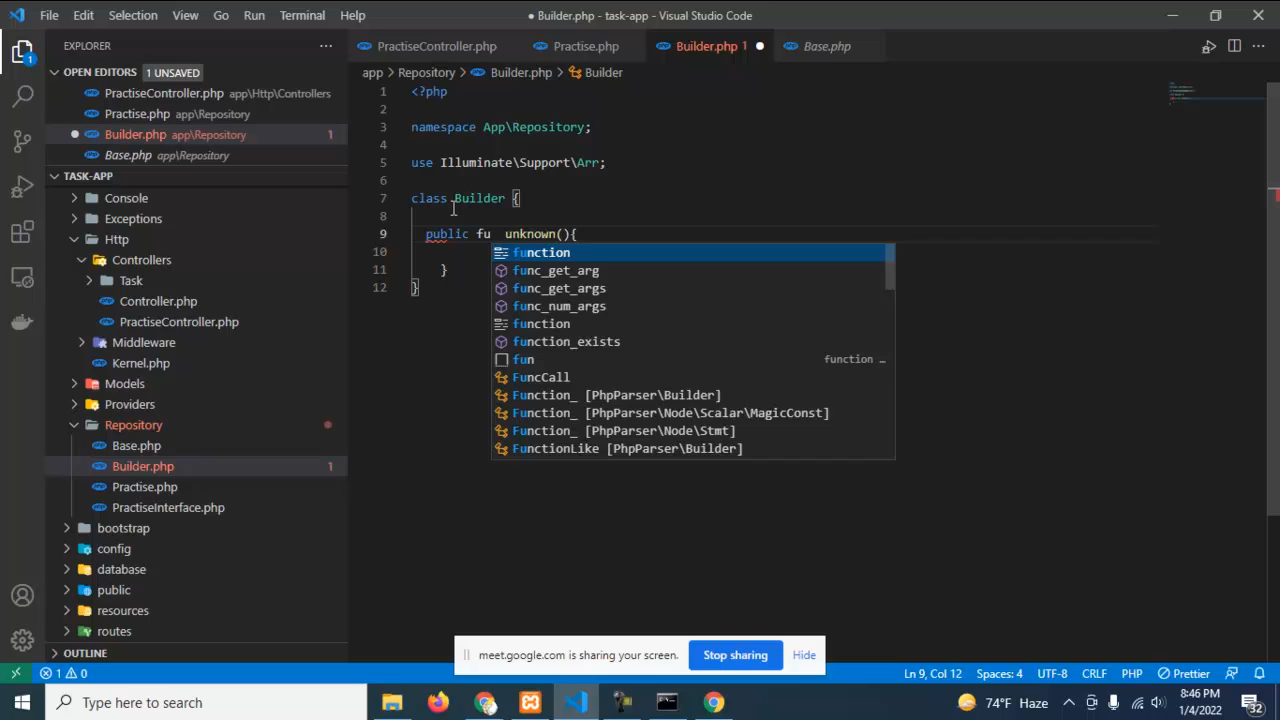 File Edit Selection View Go Run Terminal Help
● Builder.php - task-app - Visual Studio Code
EXPLORER
OPEN EDITORS 1 UNSAVED
PractiseController.php app\Http\Controllers
Practise.php app\Repository
Builder.php app\Repository 1
Base.php app\Repository
TASK-APP
Console
Exceptions
Http
Controllers
Task
Controller.php
PractiseController.php
Middleware
Kernel.php
Models
Providers
Repository
Base.php
Builder.php 1
Practise.php
PractiseInterface.php
bootstrap
config
database
public
resources
routes
OUTLINE
1
PractiseController.php Practise.php Builder.php 1 Base.php
app > Repository > Builder.php > Builder
1 <?php
2
3 namespace App\Repository;
4
5 use Illuminate\Support\Arr;
6
7 class Builder {
8
9 public fu unknown(){
10
11 }
12 }
function
func_get_arg
func_get_args
func_num_args
function
function_exists
fun function …
FuncCall
Function_ [PhpParser\Builder]
Function_ [PhpParser\Node\Scalar\MagicConst]
Function_ [PhpParser\Node\Stmt]
FunctionLike [PhpParser\Builder]
meet.google.com is sharing your screen. Stop sharing Hide
1 0 Ln 9, Col 12 Spaces: 4 UTF-8 CRLF PHP Prettier
Type here to search
74°F Haze
8:46 PM
1/4/2022
32